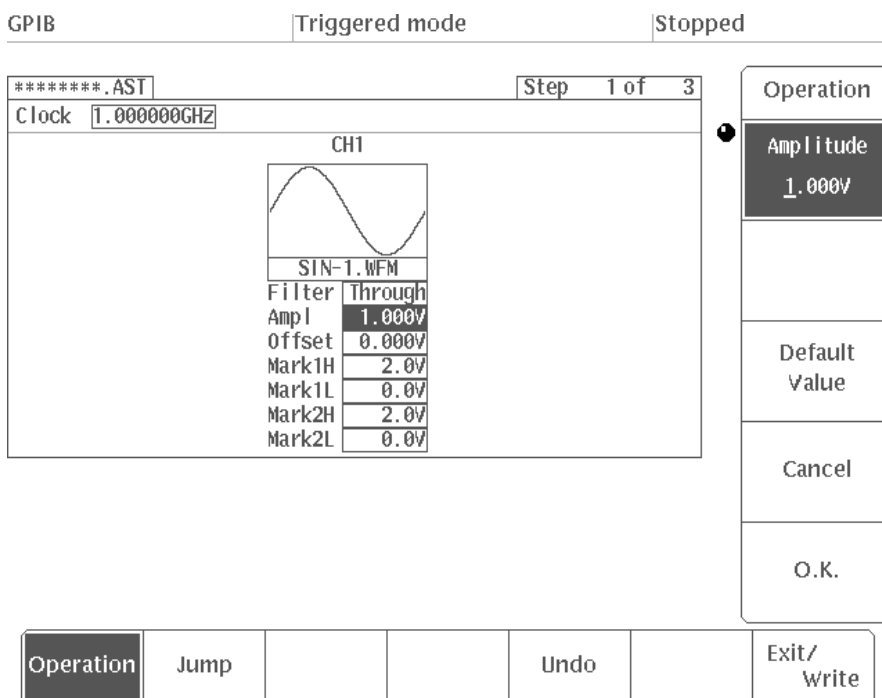 GPIB Triggered mode Stopped
********.AST Step 1 of 3
Clock 1.000000GHz
CH1
SIN-1.WFM
Filter Through
Ampl 1.000V
Offset 0.000V
Mark1H 2.0V
Mark1L 0.0V
Mark2H 2.0V
Mark2L 0.0V
Operation
Amplitude
1.000V
Default
Value
Cancel
O.K.
Operation Jump Undo Exit/
Write